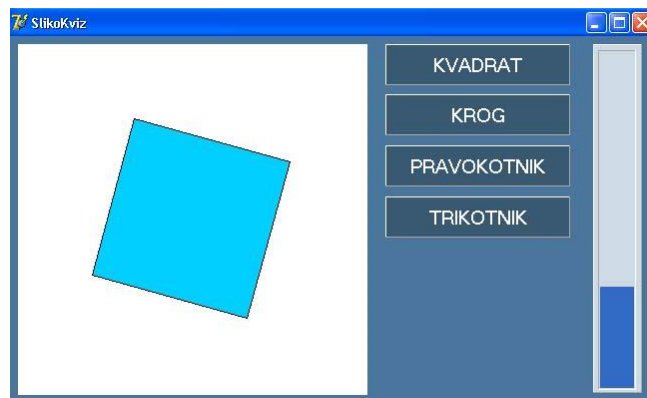 SlikoKviz
KVADRAT
KROG
PRAVOKOTNIK
TRIKOTNIK